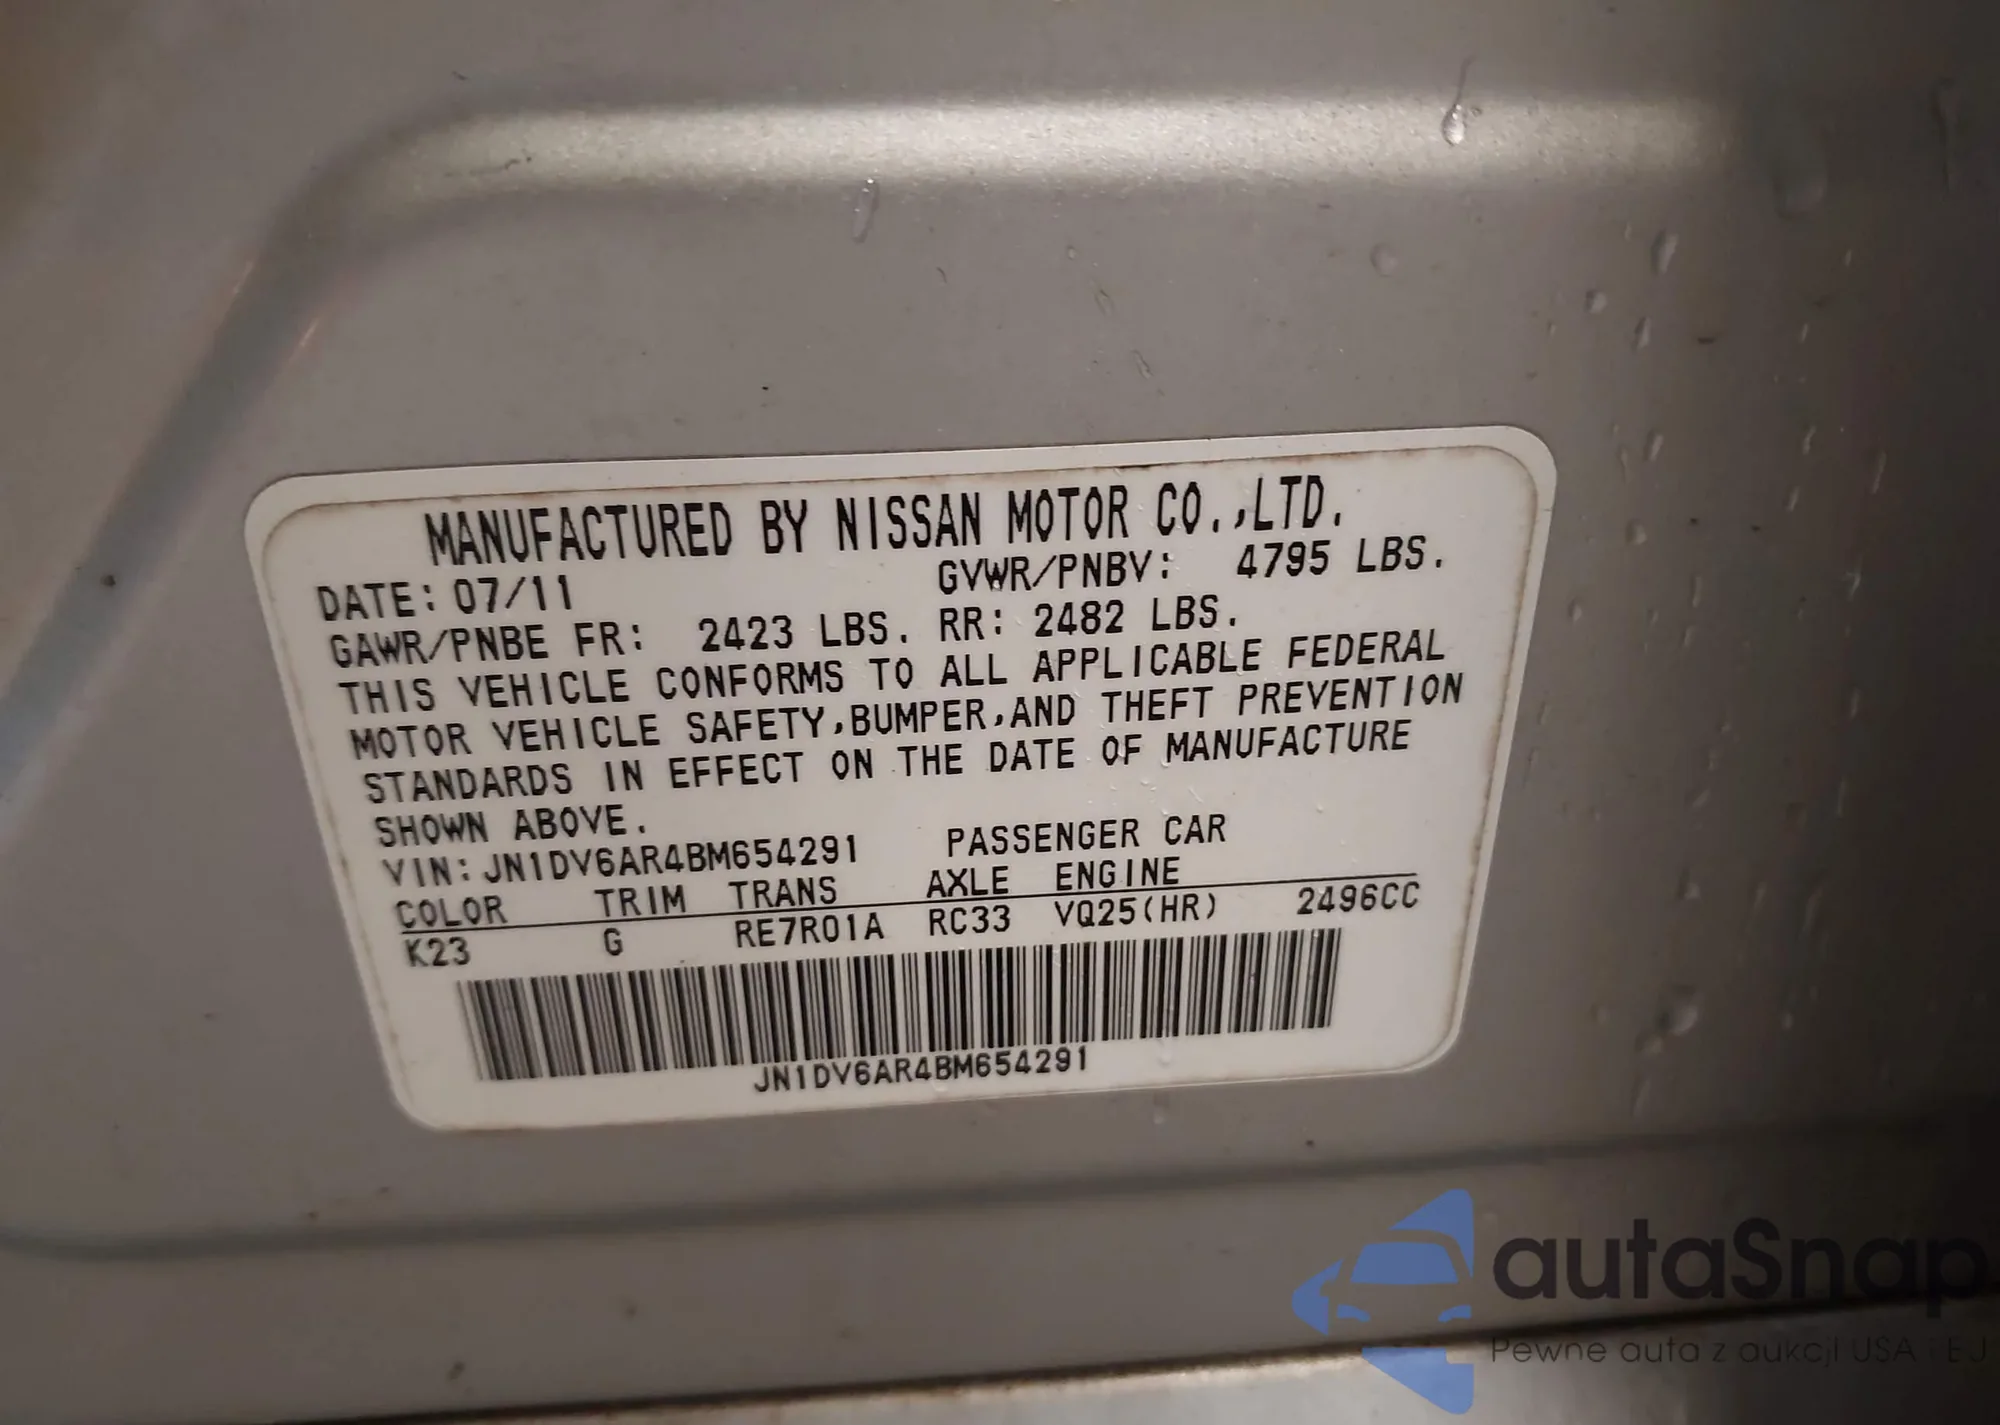 MANUFACTURED BY NISSAN MOTOR CO.,LTD.
DATE: 07/11 GVWR/PNBV: 4795 LBS.
GAWR/PNBE FR: 2423 LBS. RR: 2482 LBS.
THIS VEHICLE CONFORMS TO ALL APPLICABLE FEDERAL
MOTOR VEHICLE SAFETY,BUMPER,AND THEFT PREVENTION
STANDARDS IN EFFECT ON THE DATE OF MANUFACTURE
SHOWN ABOVE.
VIN:JN1DV6AR4BM654291 PASSENGER CAR
COLOR TRIM TRANS AXLE ENGINE
K23 G RE7R01A RC33 VQ25(HR) 2496CC
JN1DV6AR4BM654291
autaSnap
Pewne auta z aukcji USA i EU